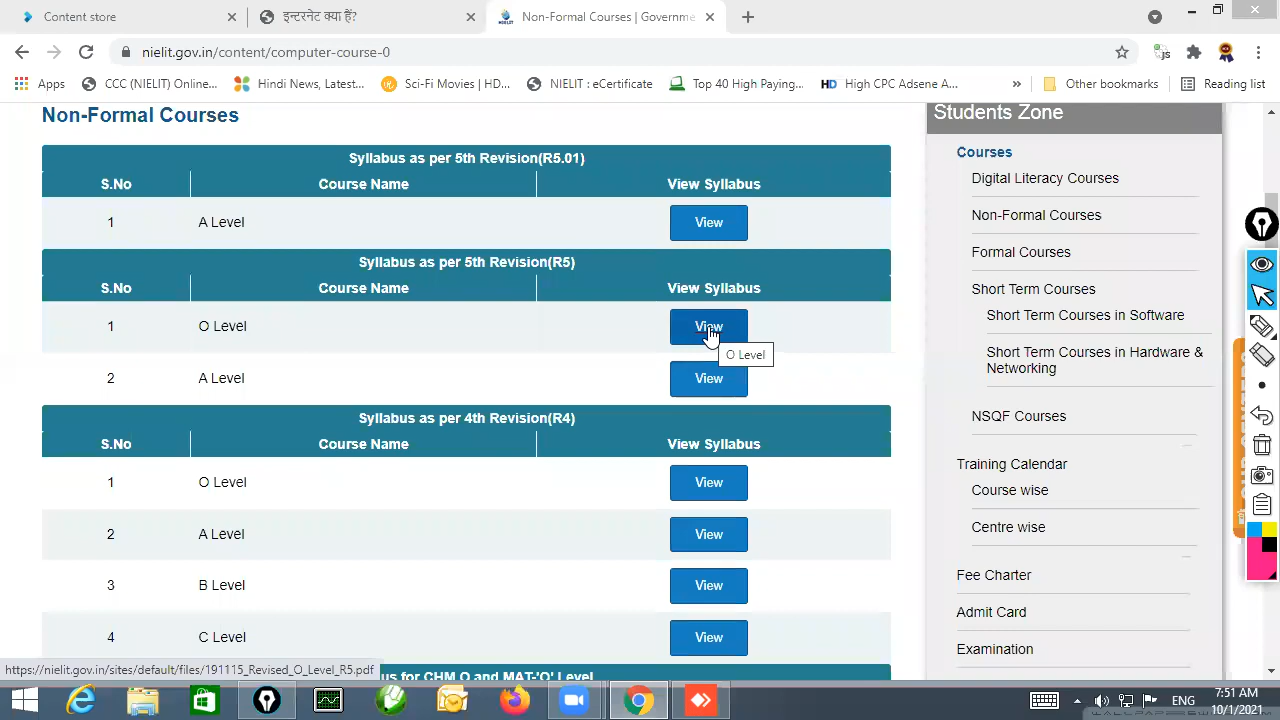 Content store
इन्टरनेट क्या हैं?
Non-Formal Courses | Governme
nielit.gov.in/content/computer-course-0
Apps
CCC (NIELIT) Online...
Hindi News, Latest...
Sci-Fi Movies | HD...
NIELIT : eCertificate
Top 40 High Paying,...
HD High CPC Adsene A...
»
Other bookmarks
Reading list
Non-Formal Courses
Syllabus as per 5th Revision(R5.01)
S.No Course Name View Syllabus
1 A Level View
Syllabus as per 5th Revision(R5)
S.No Course Name View Syllabus
1 O Level View
O Level
2 A Level View
Syllabus as per 4th Revision(R4)
S.No Course Name View Syllabus
1 O Level View
2 A Level View
3 B Level View
4 C Level View
us for CHM O and MAT-'O' Level
Students Zone
Courses
Digital Literacy Courses
Non-Formal Courses
Formal Courses
Short Term Courses
Short Term Courses in Software
Short Term Courses in Hardware &
Networking
NSQF Courses
Training Calendar
Course wise
Centre wise
Fee Charter
Admit Card
Examination
https://nielit.gov.in/sites/default/files/191115_Revised_O_Level_R5.pdf
ENG
7:51 AM
10/1/2021